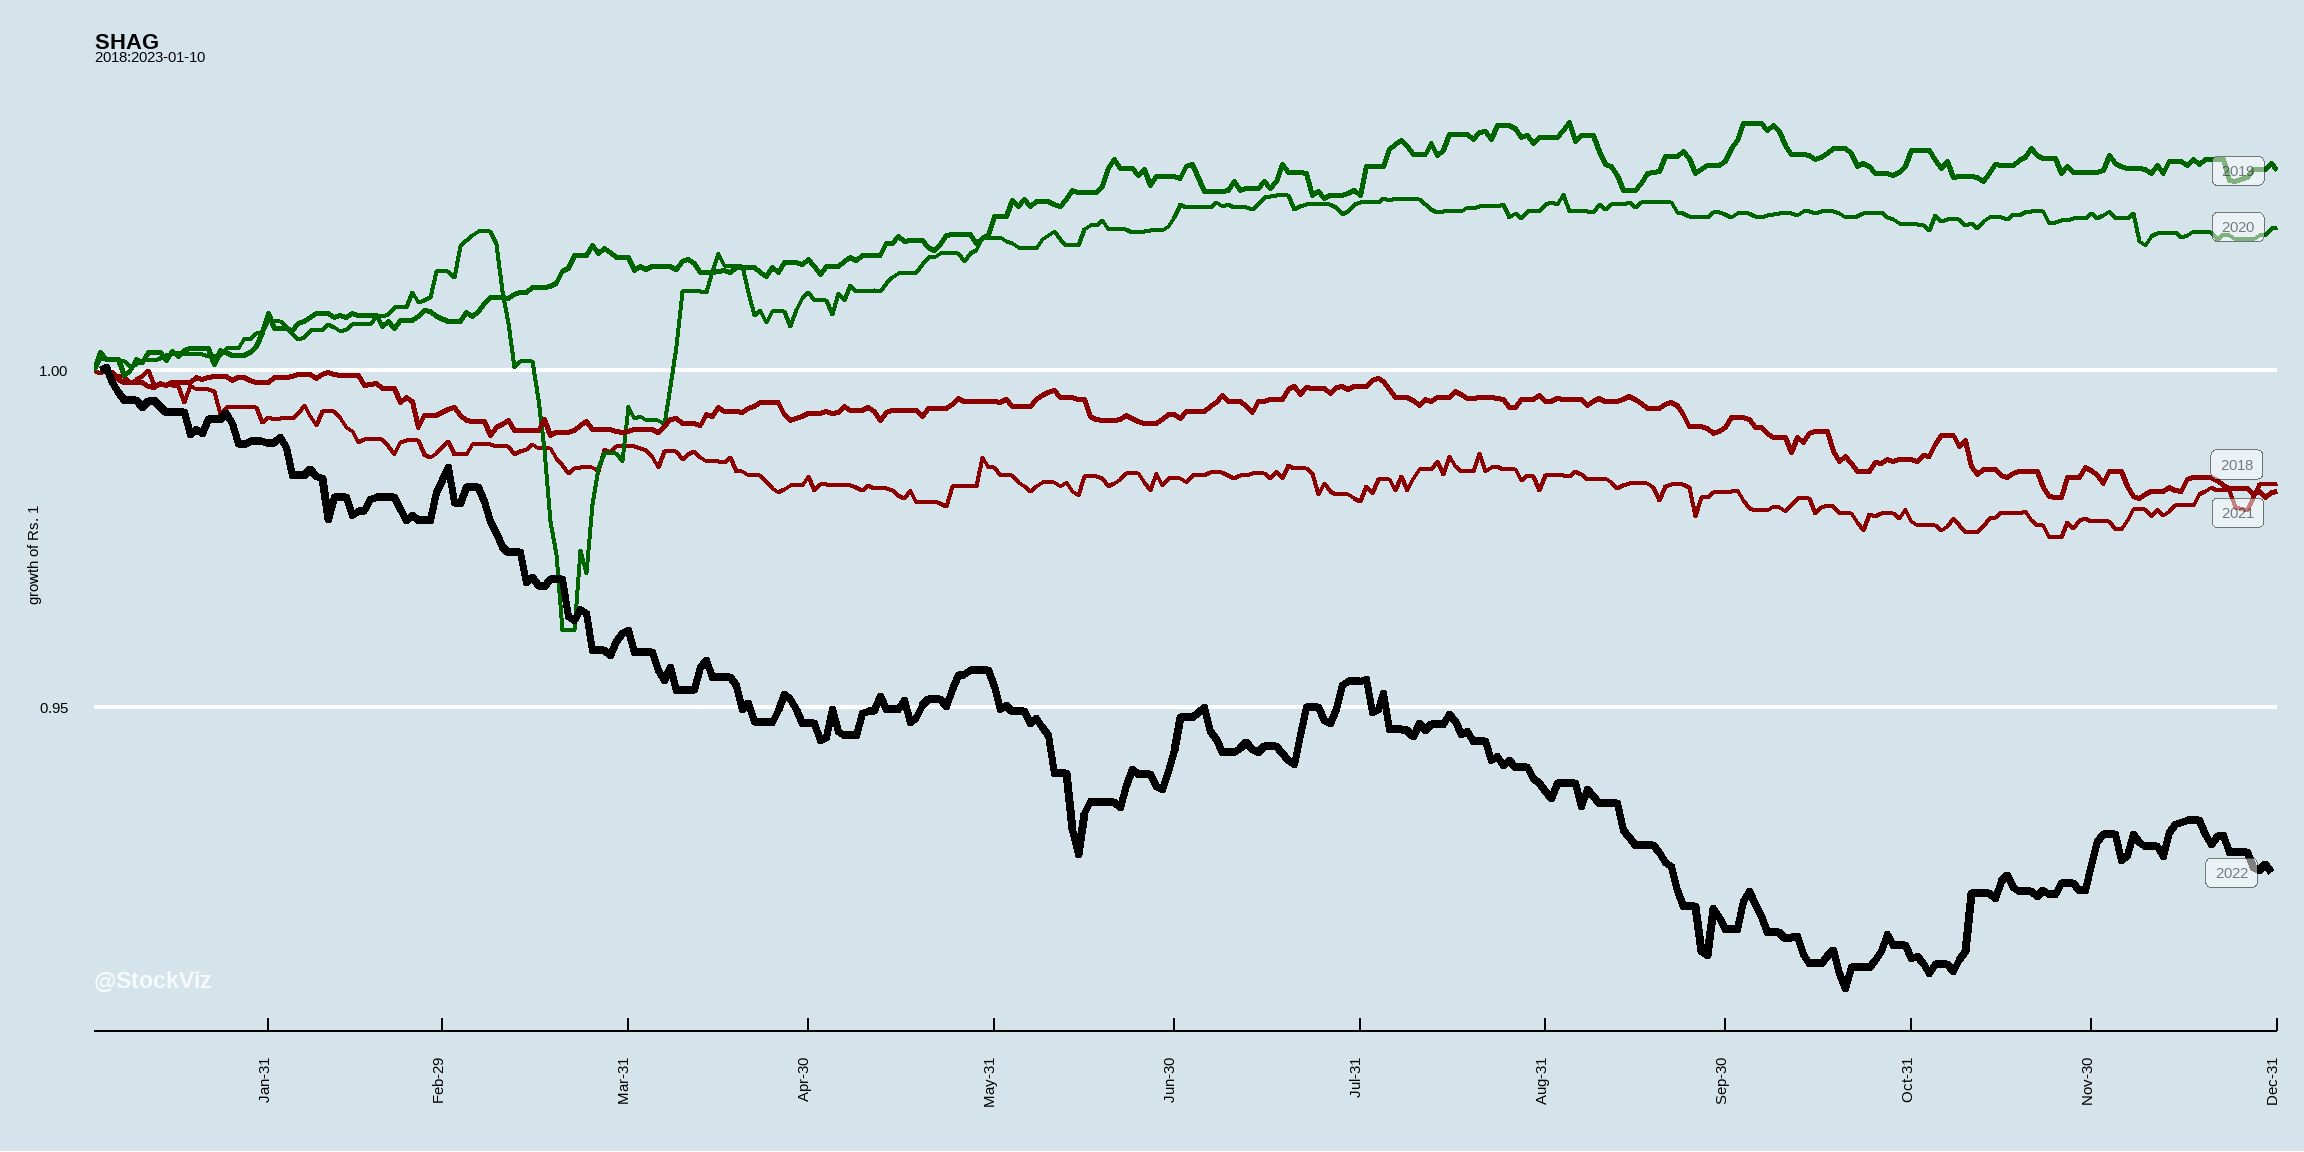 SHAG
2018:2023-01-10
2019
2020
1.00
2018
2021
growth of Rs. 1
0.95
2022
@StockViz
Jan-31
Feb-29
Mar-31
Apr-30
May-31
Jun-30
Jul-31
Aug-31
Sep-30
Oct-31
Nov-30
Dec-31